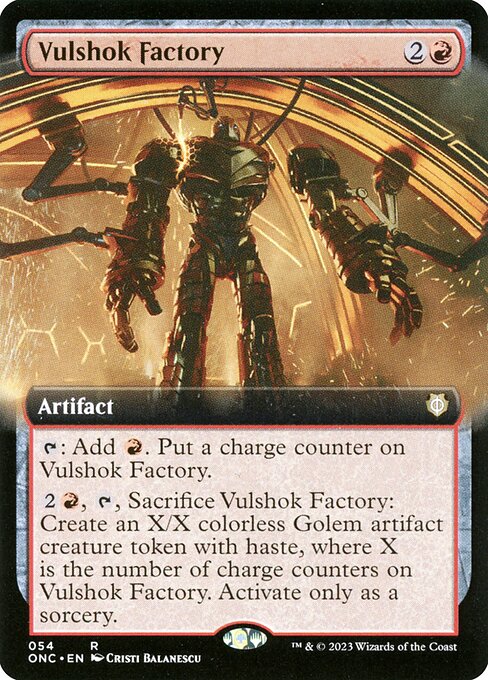 Vulshok Factory 2
Artifact
: Add . Put a charge counter on
Vulshok Factory.
2 , , Sacrifice Vulshok Factory:
Create an X/X colorless Golem artifact
creature token with haste, where X
is the number of charge counters on
Vulshok Factory. Activate only as a
sorcery.
054 R
ONC • EN Cristi Balanescu
™ & © 2023 Wizards of the Coast